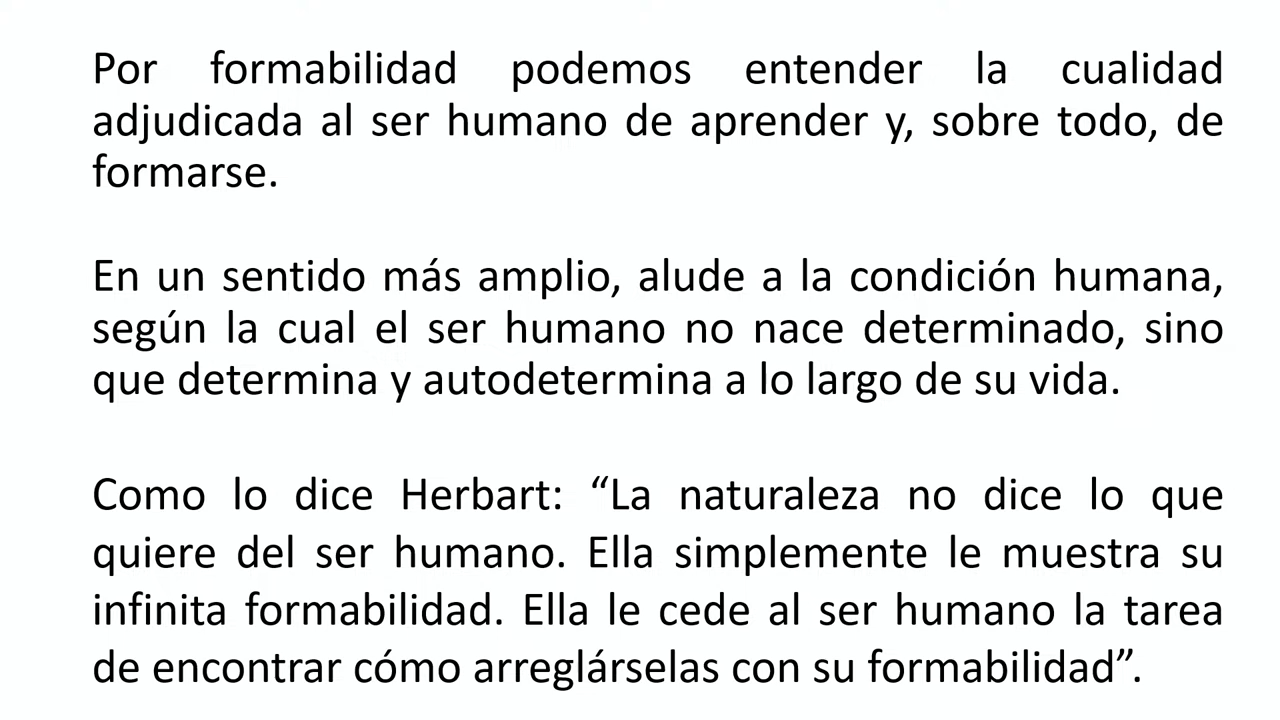 Por formabilidad podemos entender la cualidad
adjudicada al ser humano de aprender y, sobre todo, de
formarse.
En un sentido más amplio, alude a la condición humana,
según la cual el ser humano no nace determinado, sino
que determina y autodetermina a lo largo de su vida.
Como lo dice Herbart: “La naturaleza no dice lo que
quiere del ser humano. Ella simplemente le muestra su
infinita formabilidad. Ella le cede al ser humano la tarea
de encontrar cómo arreglárselas con su formabilidad”.